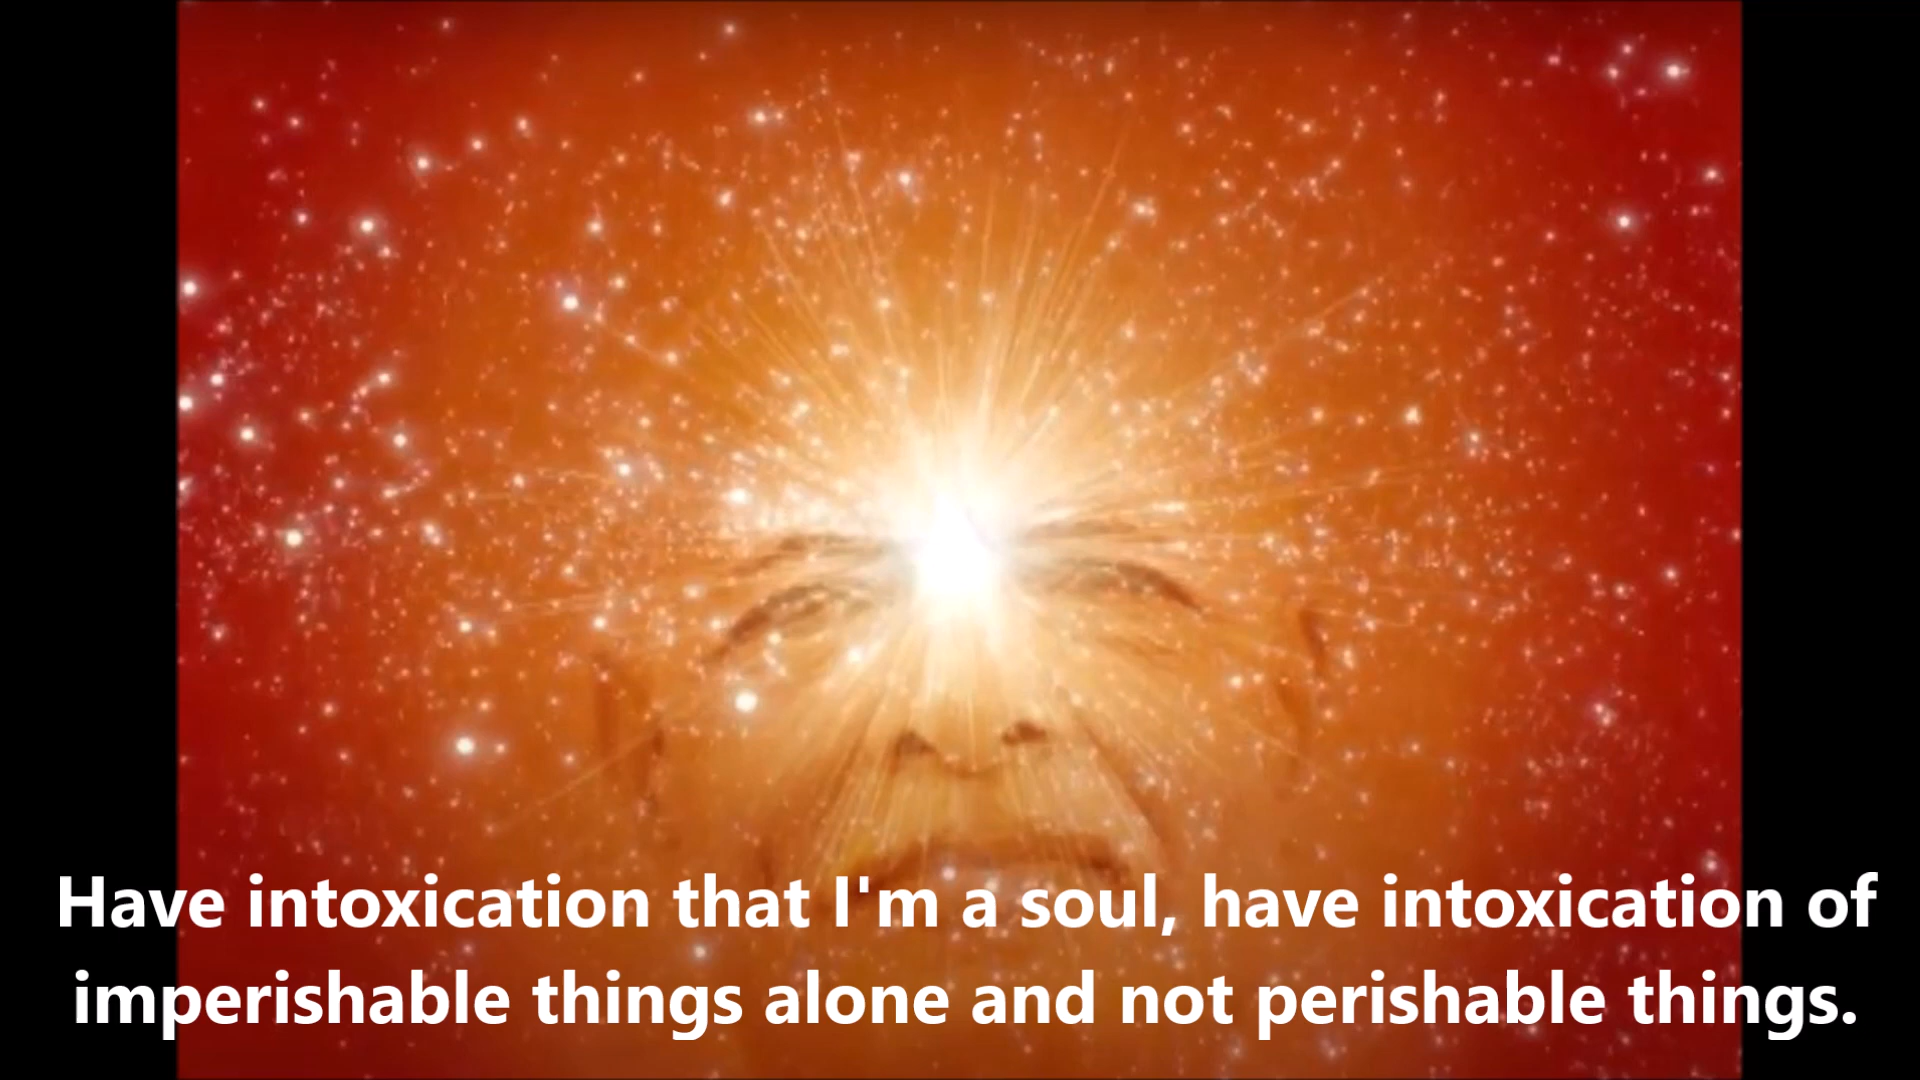 Have intoxication that I'm a soul, have intoxication of
imperishable things alone and not perishable things.